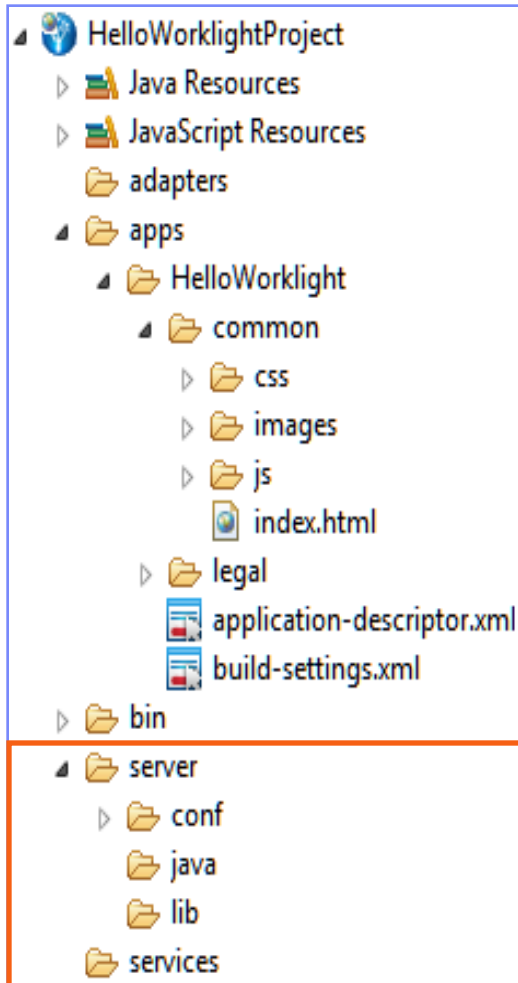 HelloWorklightProject
Java Resources
JavaScript Resources
adapters
apps
HelloWorklight
common
css
images
js
index.html
legal
application-descriptor.xml
build-settings.xml
bin
server
conf
java
lib
services